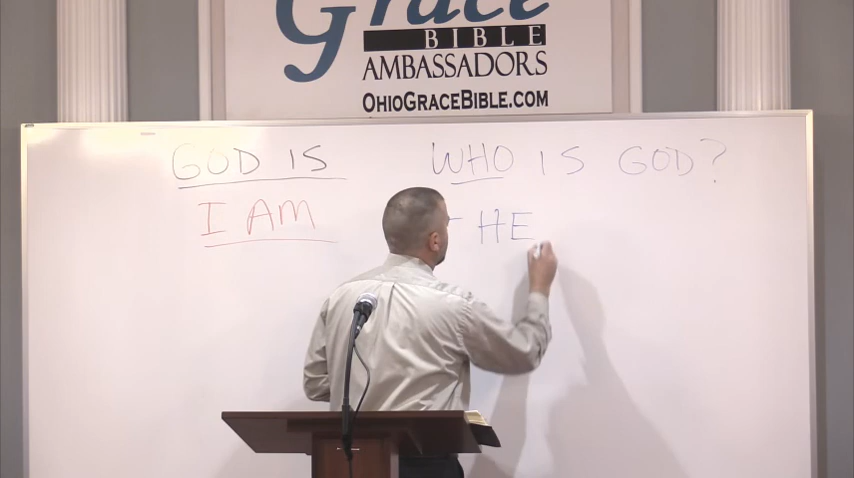 Grace
BIBLE
AMBASSADORS
OHIOGRACEBIBLE.COM
GOD IS WHO IS GOD?
I AM - HE